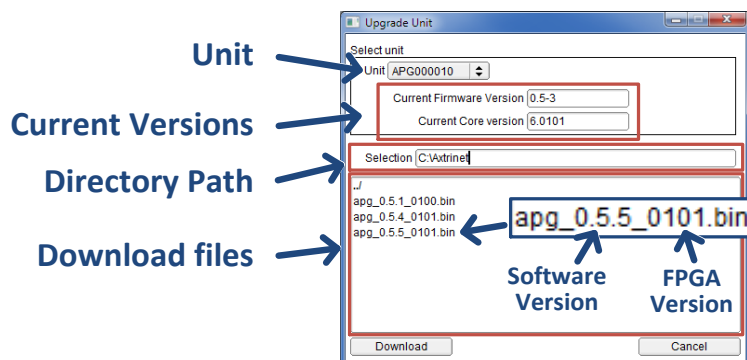 Upgrade Unit
Select unit
Unit
Unit APG000010
Current Firmware Version 0.5-3
Current Versions
Current Core version 6.0101
Selection C:\Axtrinet
Directory Path
../
apg_0.5.1_0100.bin
apg_0.5.4_0101.bin
apg_0.5.5_0101.bin
apg_0.5.5_0101.bin
Download files
Software Version
FPGA Version
Download
Cancel